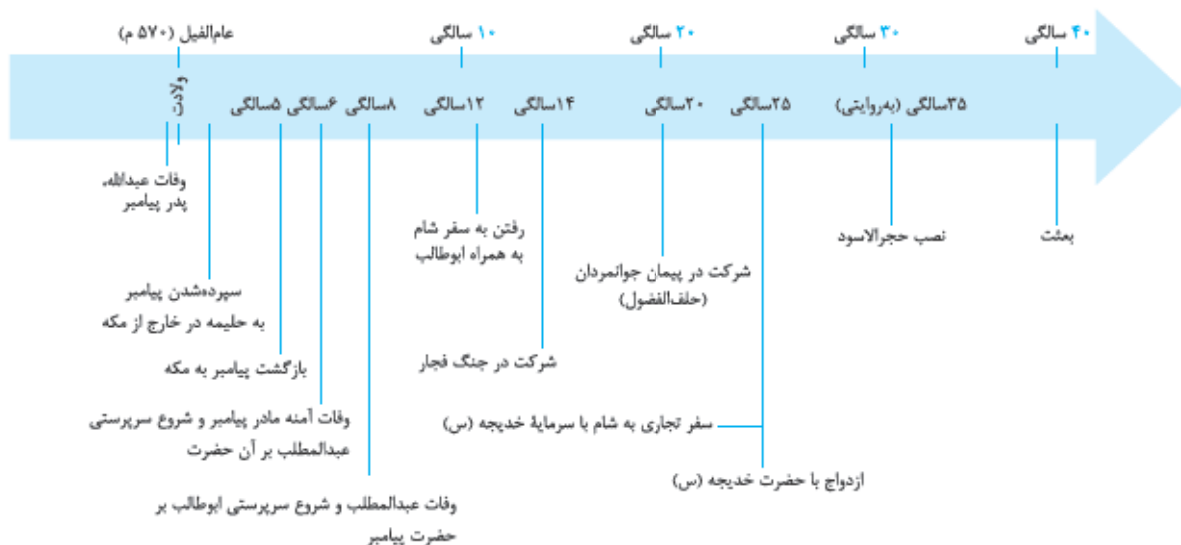 عام‌الفیل (۵۷۰ م)
۱۰ سالگی
۲۰ سالگی
۳۰ سالگی
۴۰ سالگی
ولادت
۵سالگی
۶سالگی
۸سالگی
۱۲سالگی
۱۴سالگی
۲۰سالگی
۲۵سالگی
۳۵سالگی (به‌روایتی)
وفات عبدالله،
پدر پیامبر
سپرده‌شدن پیامبر
به حلیمه در خارج از مکه
بازگشت پیامبر به مکه
وفات آمنه مادر پیامبر و شروع سرپرستی
عبدالمطلب بر آن حضرت
وفات عبدالمطلب و شروع سرپرستی ابوطالب بر
حضرت پیامبر
رفتن به سفر شام
به همراه ابوطالب
شرکت در جنگ فجار
شرکت در پیمان جوانمردان
(حلف‌الفضول)
سفر تجاری به شام با سرمایهٔ خدیجه (س)
ازدواج با حضرت خدیجه (س)
نصب حجرالاسود
بعثت